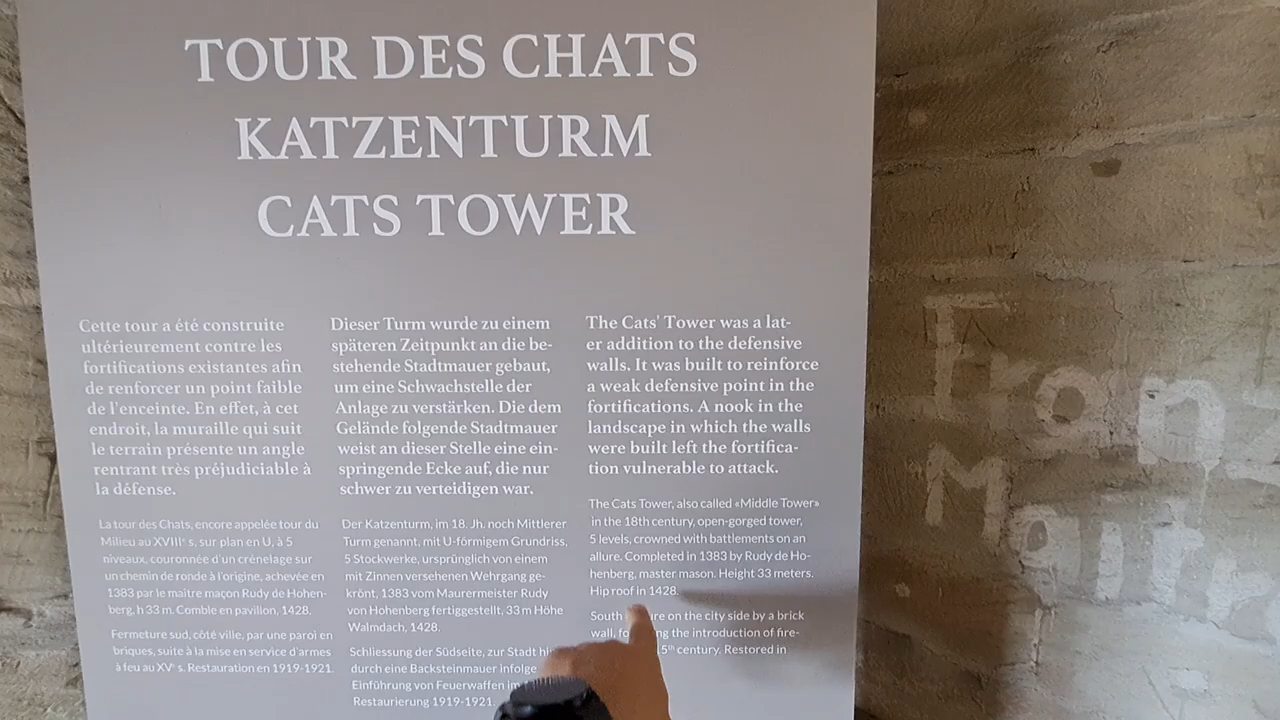 TOUR DES CHATS
KATZENTURM
CATS TOWER
Cette tour a été construite
ultérieurement contre les
fortifications existantes afin
de renforcer un point faible
de l'enceinte. En effet, à cet
endroit, la muraille qui suit
le terrain présente un angle
rentrant très préjudiciable à
la défense.
La tour des Chats, encore appelée tour du
Milieu au XVIIIᵉ s, sur plan en U, à 5
niveaux, couronnée d'un crénelage sur
un chemin de ronde à l'origine, achevée en
1383 par le maître maçon Rudy de Hohen-
berg, h 33 m. Comble en pavillon, 1428.
Fermeture sud, côté ville, par une paroi en
briques, suite à la mise en service d'armes
à feu au XVᵉ s. Restauration en 1919-1921.
Dieser Turm wurde zu einem
späteren Zeitpunkt an die be-
stehende Stadtmauer gebaut,
um eine Schwachstelle der
Anlage zu verstärken. Die dem
Gelände folgende Stadtmauer
weist an dieser Stelle eine ein-
springende Ecke auf, die nur
schwer zu verteidigen war.
Der Katzenturm, im 18. Jh. noch Mittlerer
Turm genannt, mit U-förmigem Grundriss,
5 Stockwerke, ursprünglich von einem
mit Zinnen versehenen Wehrgang ge-
krönt, 1383 vom Maurermeister Rudy
von Hohenberg fertiggestellt, 33 m Höhe
Walmdach, 1428.
Schliessung der Südseite, zur Stadt
durch eine Backsteinmauer infolge
Einführung von Feuerwaffen
Restaurierung 1919-1921.
The Cats' Tower was a lat-
er addition to the defensive
walls. It was built to reinforce
a weak defensive point in the
fortifications. A nook in the
landscape in which the walls
were built left the fortifica-
tion vulnerable to attack.
The Cats Tower, also called «Middle Tower»
in the 18th century, open-gorged tower,
5 levels, crowned with battlements on an
allure. Completed in 1383 by Rudy de Ho-
henberg, master mason. Height 33 meters.
Hip roof in 1428.
South on the city side by a brick
wall, the introduction of fire-
century. Restored in